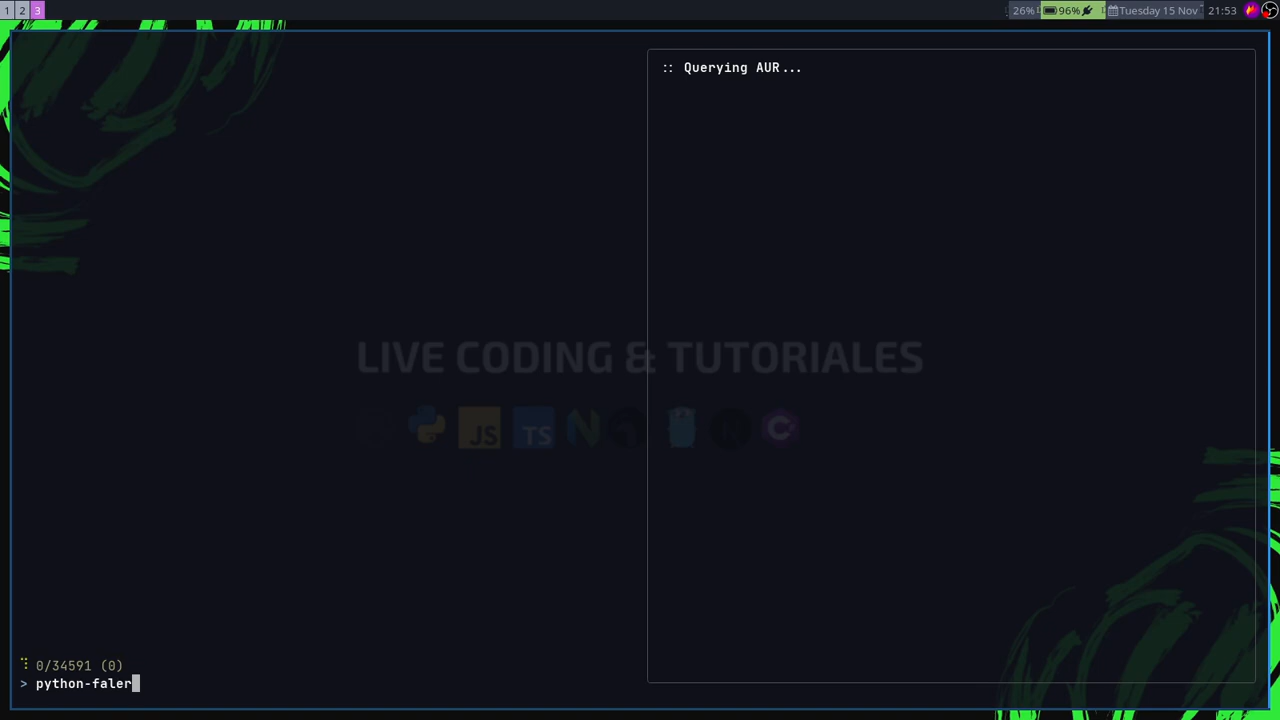 1 2 3
26% 96% Tuesday 15 Nov 21:53
:: Querying AUR...
LIVE CODING & TUTORIALES
JS TS
0/34591 (0)
> python-faler